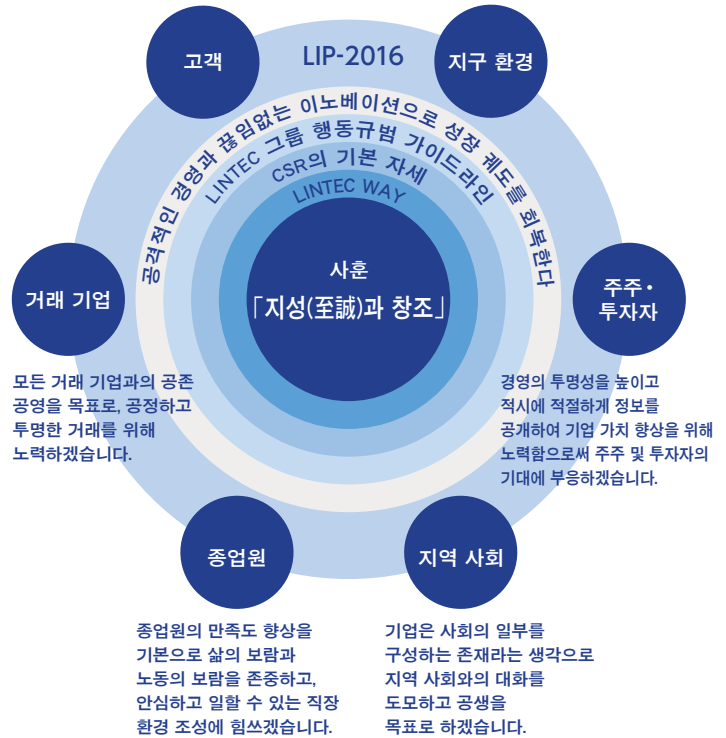 고객
LIP-2016
지구 환경
공격적인 경영과 끊임없는 이노베이션으로 성장 궤도를 회복한다
LINTEC 그룹 행동규범 가이드라인
CSR의 기본 자세
LINTEC WAY
사훈
「지성(至誠)과 창조」
거래 기업
주주·
투자자
모든 거래 기업과의 공존
공영을 목표로, 공정하고
투명한 거래를 위해
노력하겠습니다.
경영의 투명성을 높이고
적시에 적절하게 정보를
공개하여 기업 가치 향상을 위해
노력함으로써 주주 및 투자자의
기대에 부응하겠습니다.
종업원
지역 사회
종업원의 만족도 향상을
기본으로 삶의 보람과
노동의 보람을 존중하고,
안심하고 일할 수 있는 직장
환경 조성에 힘쓰겠습니다.
기업은 사회의 일부를
구성하는 존재라는 생각으로
지역 사회와의 대화를
도모하고 공생을
목표로 하겠습니다.